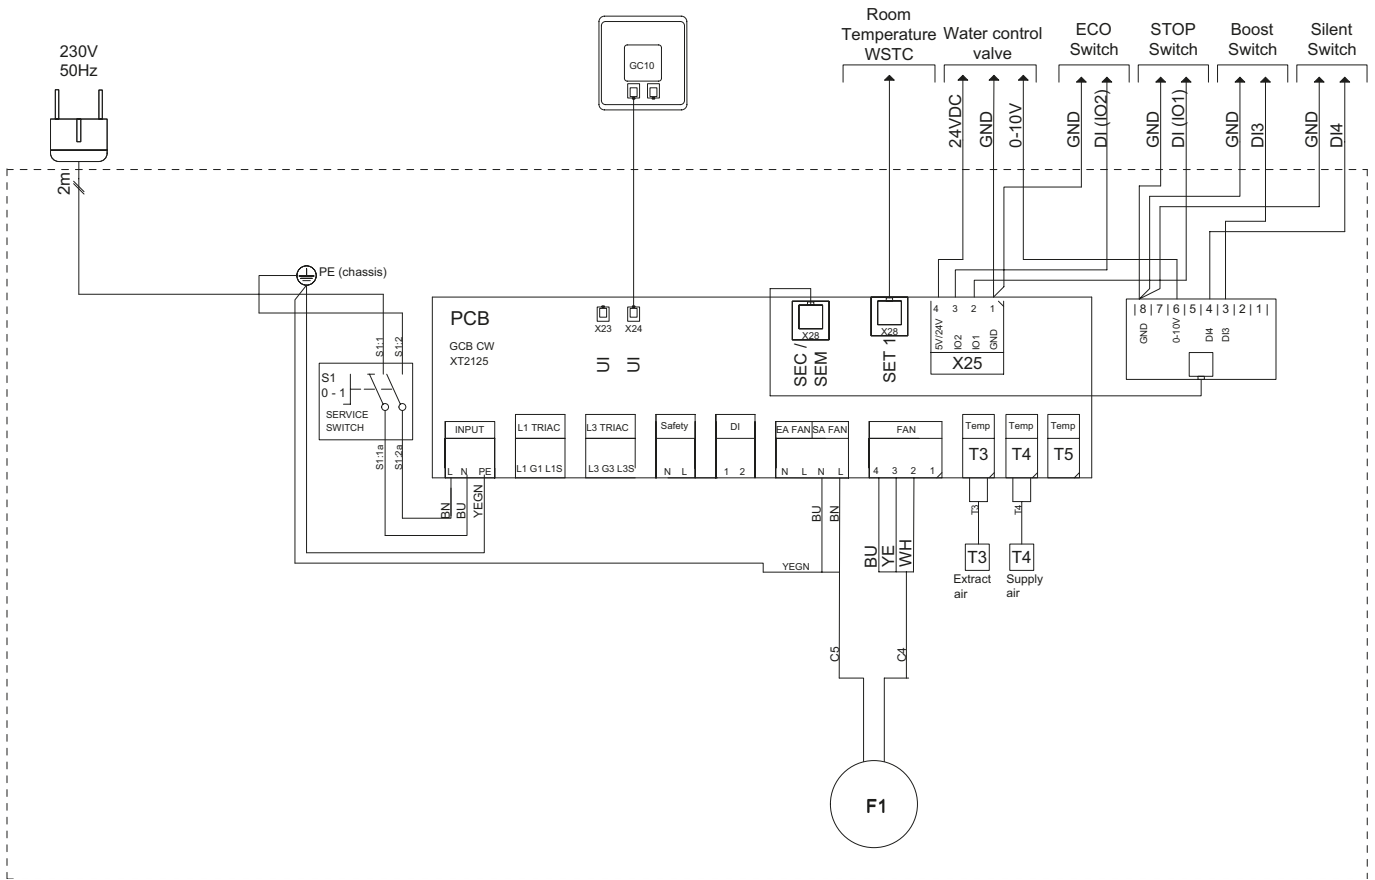 230V
50Hz
2m
GC10
Room
Temperature
WSTC
Water control
valve
ECO
Switch
STOP
Switch
Boost
Switch
Silent
Switch
24VDC
GND
0-10V
GND
DI (IO2)
GND
DI (IO1)
GND
DI3
GND
DI4
PE (chassis)
S1:1
S1:2
S1
0 - 1
SERVICE
SWITCH
S1:1a
S1:2a
PCB
GCB CW
XT2125
X23
X24
UI
UI
X28
SEC /
SEM
X28
SET 1
4 3 2 1
5V/24V
IO2
IO1
GND
X25
|8 |7 |6 |5 |4 |3 |2 |1 |
GND
0-10V
DI4
DI3
INPUT
L N PE
L1 TRIAC
L1 G1 L1S
L3 TRIAC
L3 G3 L3S
Safety
N L
DI
1 2
EA FAN
SA FAN
N L N L
FAN
4 3 2 1
Temp
T3
Temp
T4
Temp
T5
BN
BU
YEGN
BU
BN
YEGN
BU
YE
WH
T3
T4
T3
Extract
air
T4
Supply
air
C5
C4
F1